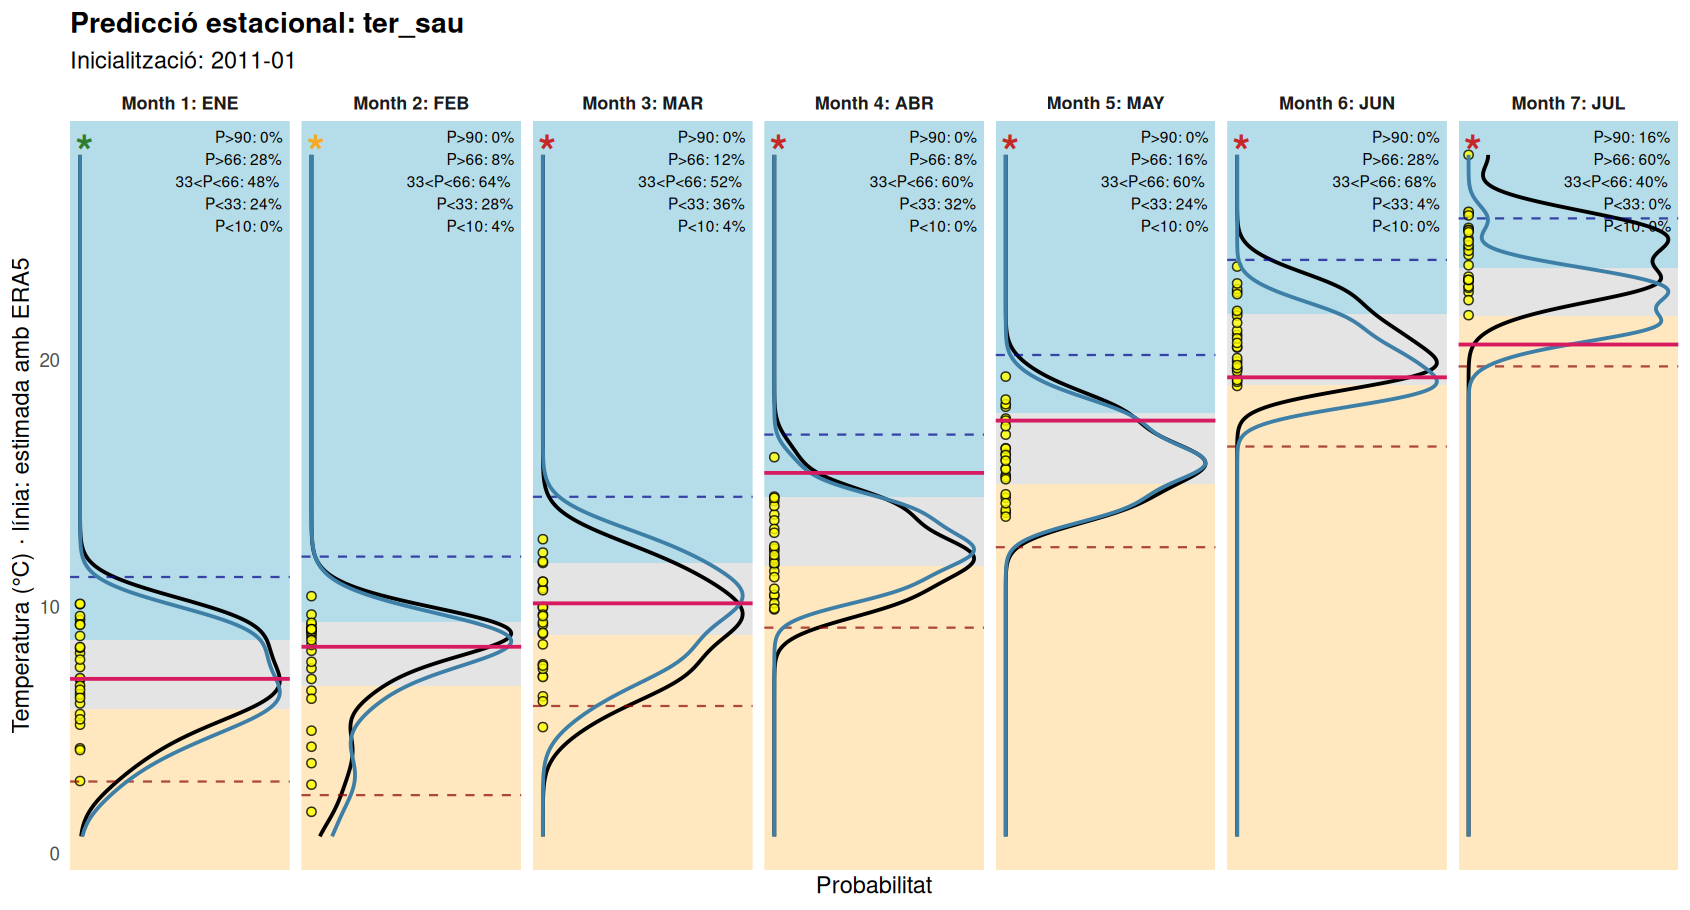 Predicció estacional: ter_sau
Inicialització: 2011-01
Month 1: ENE
Month 2: FEB
Month 3: MAR
Month 4: ABR
Month 5: MAY
Month 6: JUN
Month 7: JUL
P>90: 0%
P>66: 28%
33<P<66: 48%
P<33: 24%
P<10: 0%
P>90: 0%
P>66: 8%
33<P<66: 64%
P<33: 28%
P<10: 4%
P>90: 0%
P>66: 12%
33<P<66: 52%
P<33: 36%
P<10: 4%
P>90: 0%
P>66: 8%
33<P<66: 60%
P<33: 32%
P<10: 0%
P>90: 0%
P>66: 16%
33<P<66: 60%
P<33: 24%
P<10: 0%
P>90: 0%
P>66: 28%
33<P<66: 68%
P<33: 4%
P<10: 0%
P>90: 16%
P>66: 60%
33<P<66: 40%
P<33: 0%
P<10: 0%
Temperatura (°C) · línia: estimada amb ERA5
20
10
0
Probabilitat